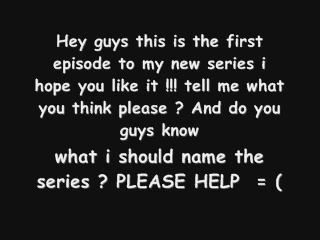 Hey guys this is the first
episode to my new series i
hope you like it !!! tell me what
you think please ? And do you
guys know
what i should name the
series ? PLEASE HELP = (